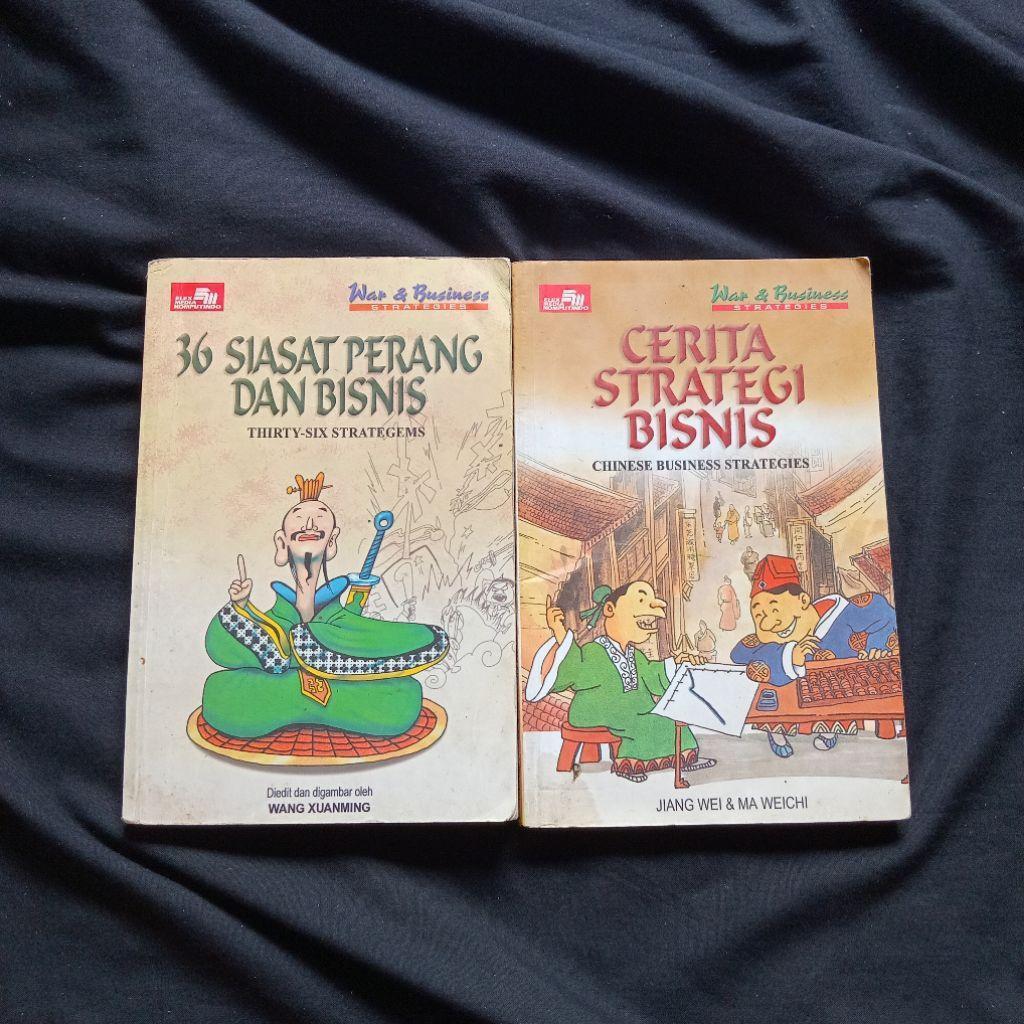 ELEX
MEDIA
KOMPUTINDO
War & Business
STRATEGIES
36 SIASAT PERANG
DAN BISNIS
THIRTY-SIX STRATEGEMS
Diedit dan digambar oleh
WANG XUANMING
ELEX
MEDIA
KOMPUTINDO
War & Business
STRATEGIES
CERITA
STRATEGI
BISNIS
CHINESE BUSINESS STRATEGIES
JIANG WEI & MA WEICHI